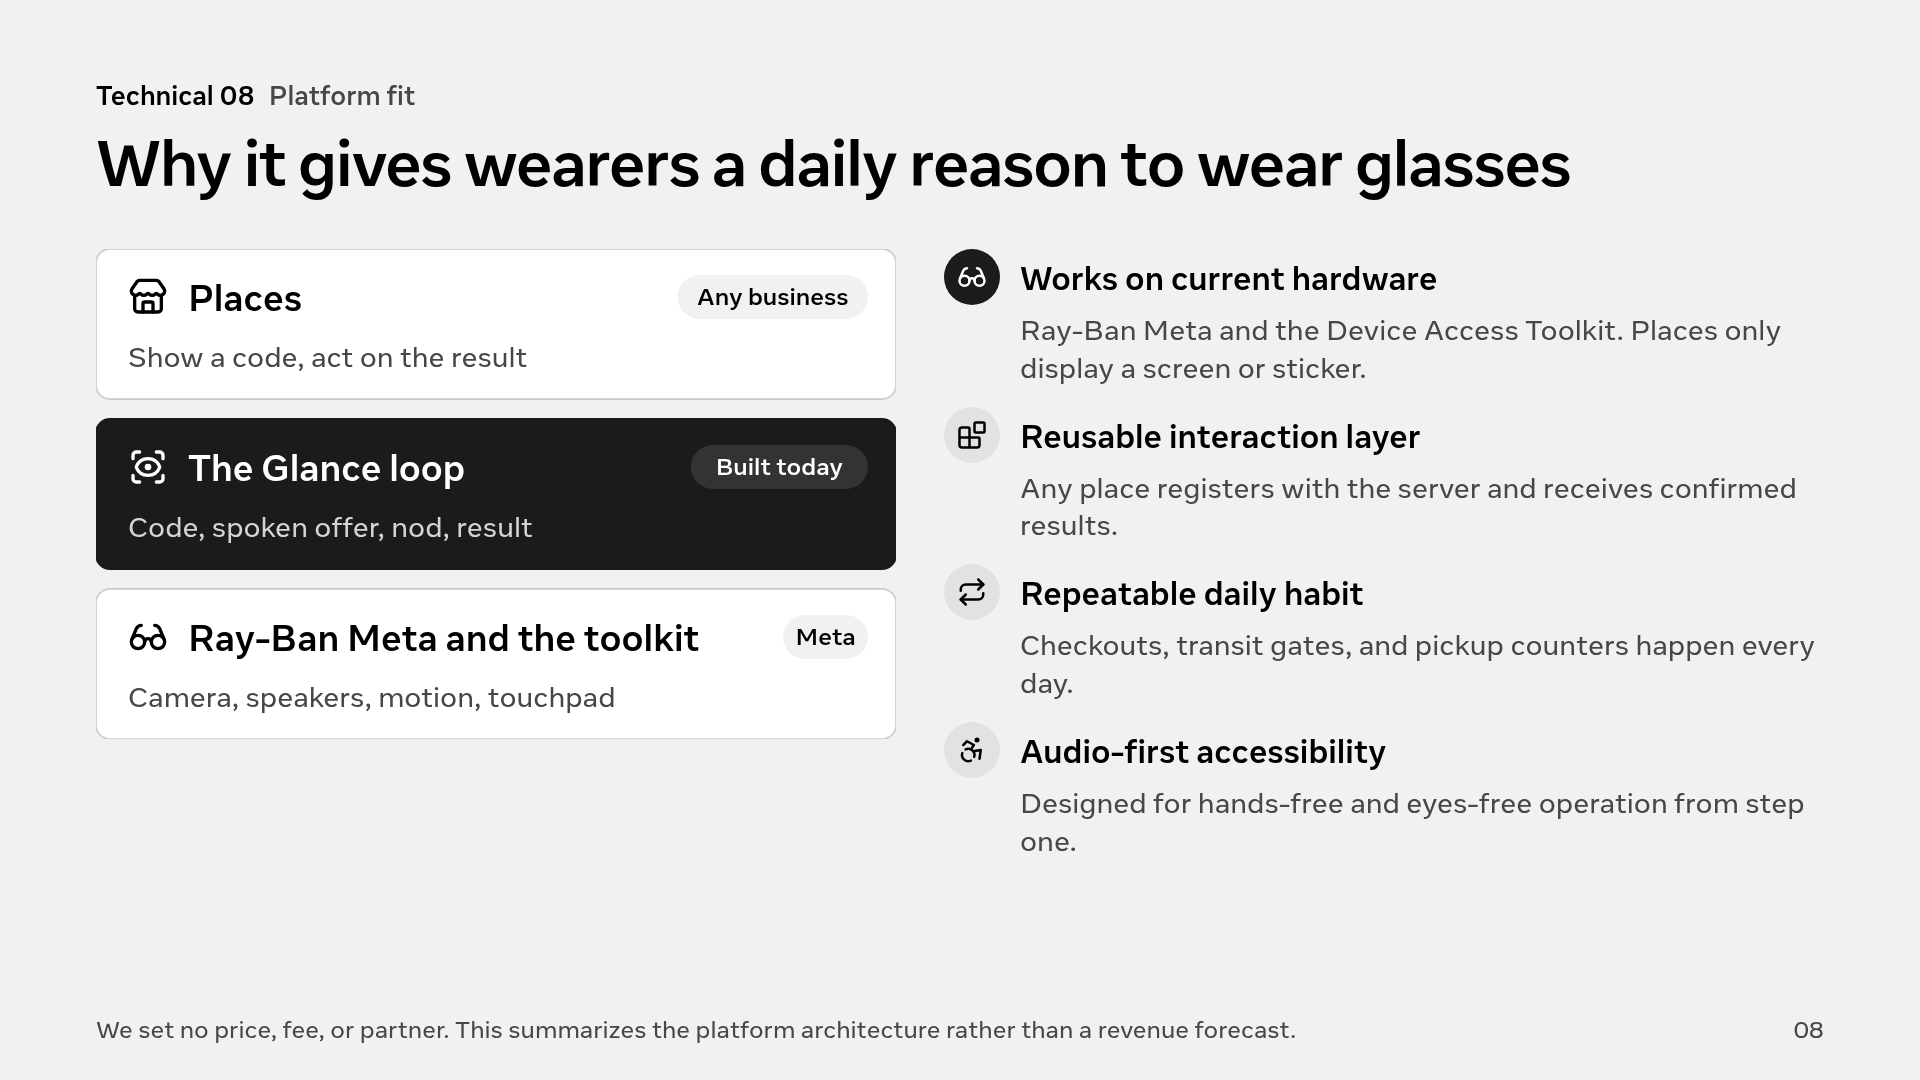 Technical 08 Platform fit
Why it gives wearers a daily reason to wear glasses
Places
Any business
Show a code, act on the result
The Glance loop
Built today
Code, spoken offer, nod, result
Ray-Ban Meta and the toolkit
Meta
Camera, speakers, motion, touchpad
Works on current hardware
Ray-Ban Meta and the Device Access Toolkit. Places only
display a screen or sticker.
Reusable interaction layer
Any place registers with the server and receives confirmed
results.
Repeatable daily habit
Checkouts, transit gates, and pickup counters happen every
day.
Audio-first accessibility
Designed for hands-free and eyes-free operation from step
one.
We set no price, fee, or partner. This summarizes the platform architecture rather than a revenue forecast.
08